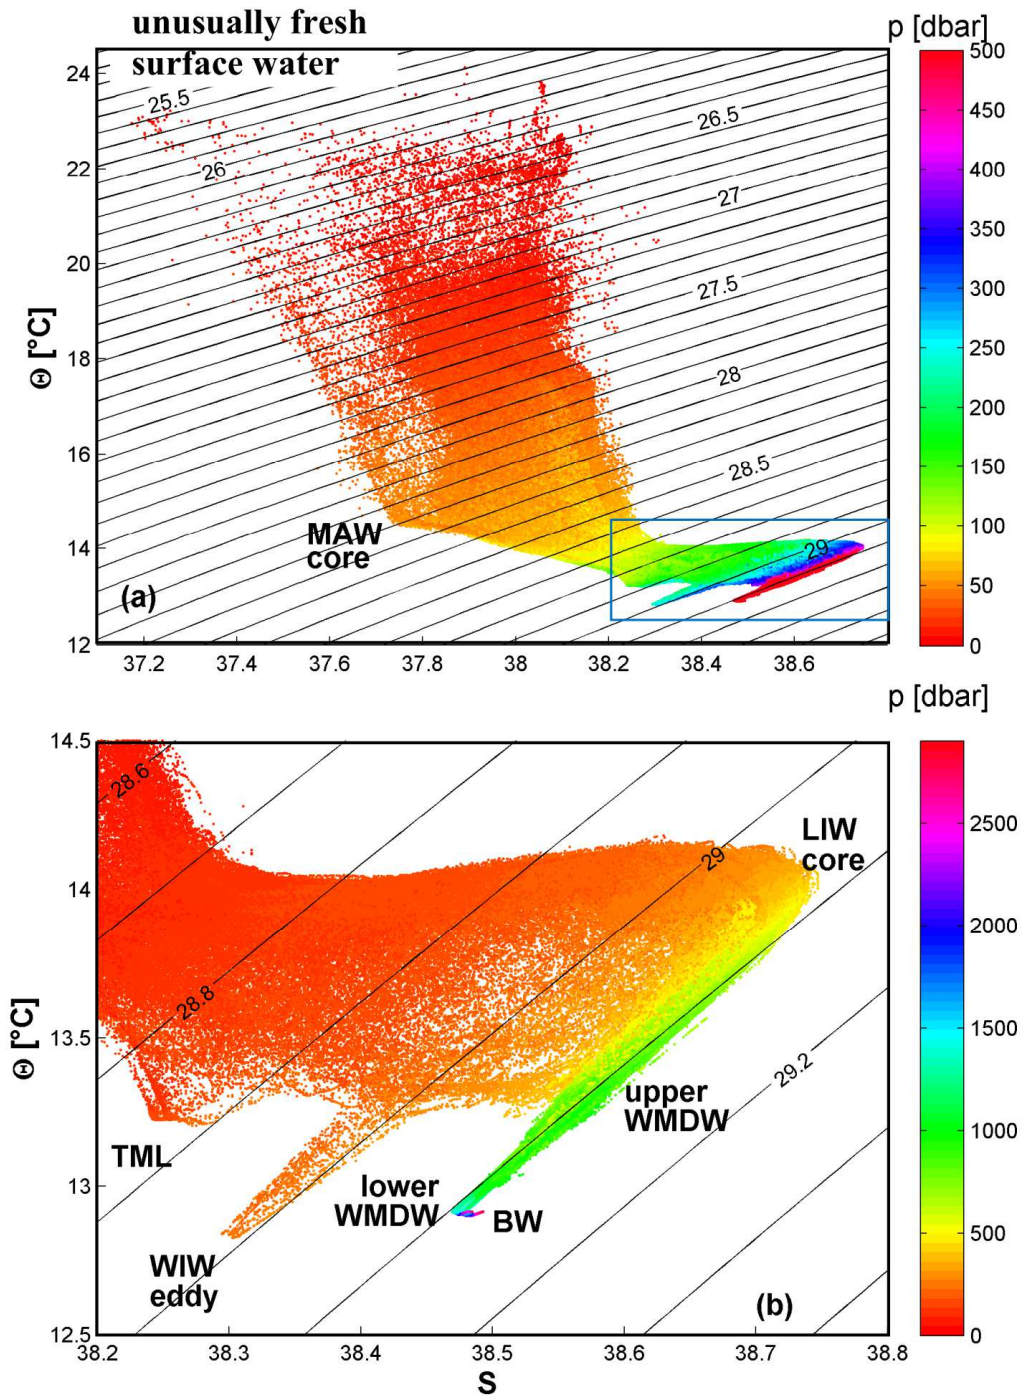 unusually fresh
surface water
p [dbar]
24
22
20
18
16
14
12
Θ [°C]
25.5
26
26.5
27
27.5
28
28.5
29
MAW
core
(a)
37.2
37.4
37.6
37.8
38
38.2
38.4
38.6
500
450
400
350
300
250
200
150
100
50
0
p [dbar]
14.5
14
13.5
13
12.5
Θ [°C]
28.6
28.8
29
29.2
LIW
core
upper
WMDW
TML
lower
WMDW
BW
WIW
eddy
(b)
38.2
38.3
38.4
38.5
38.6
38.7
38.8
S
2500
2000
1500
1000
500
0